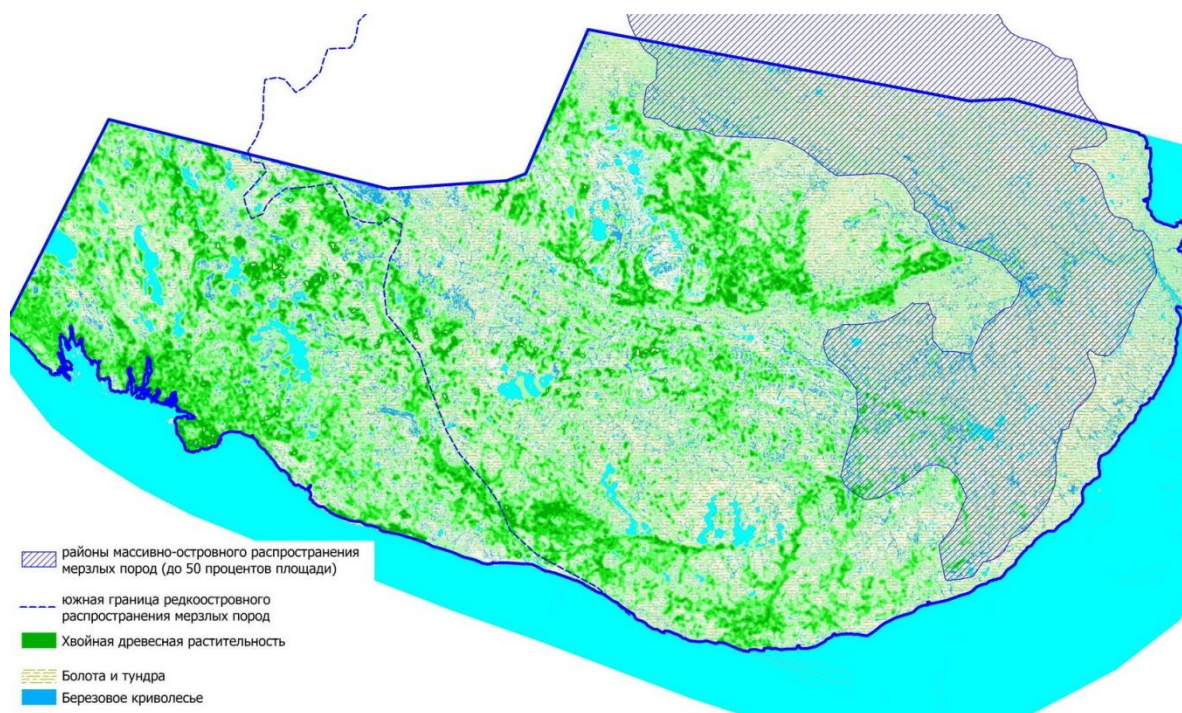 районы массивно-островного распространения
мерзлых пород (до 50 процентов площади)
южная граница редкоостровного
распространения мерзлых пород
Хвойная древесная растительность
Болота и тундра
Березовое криволесье